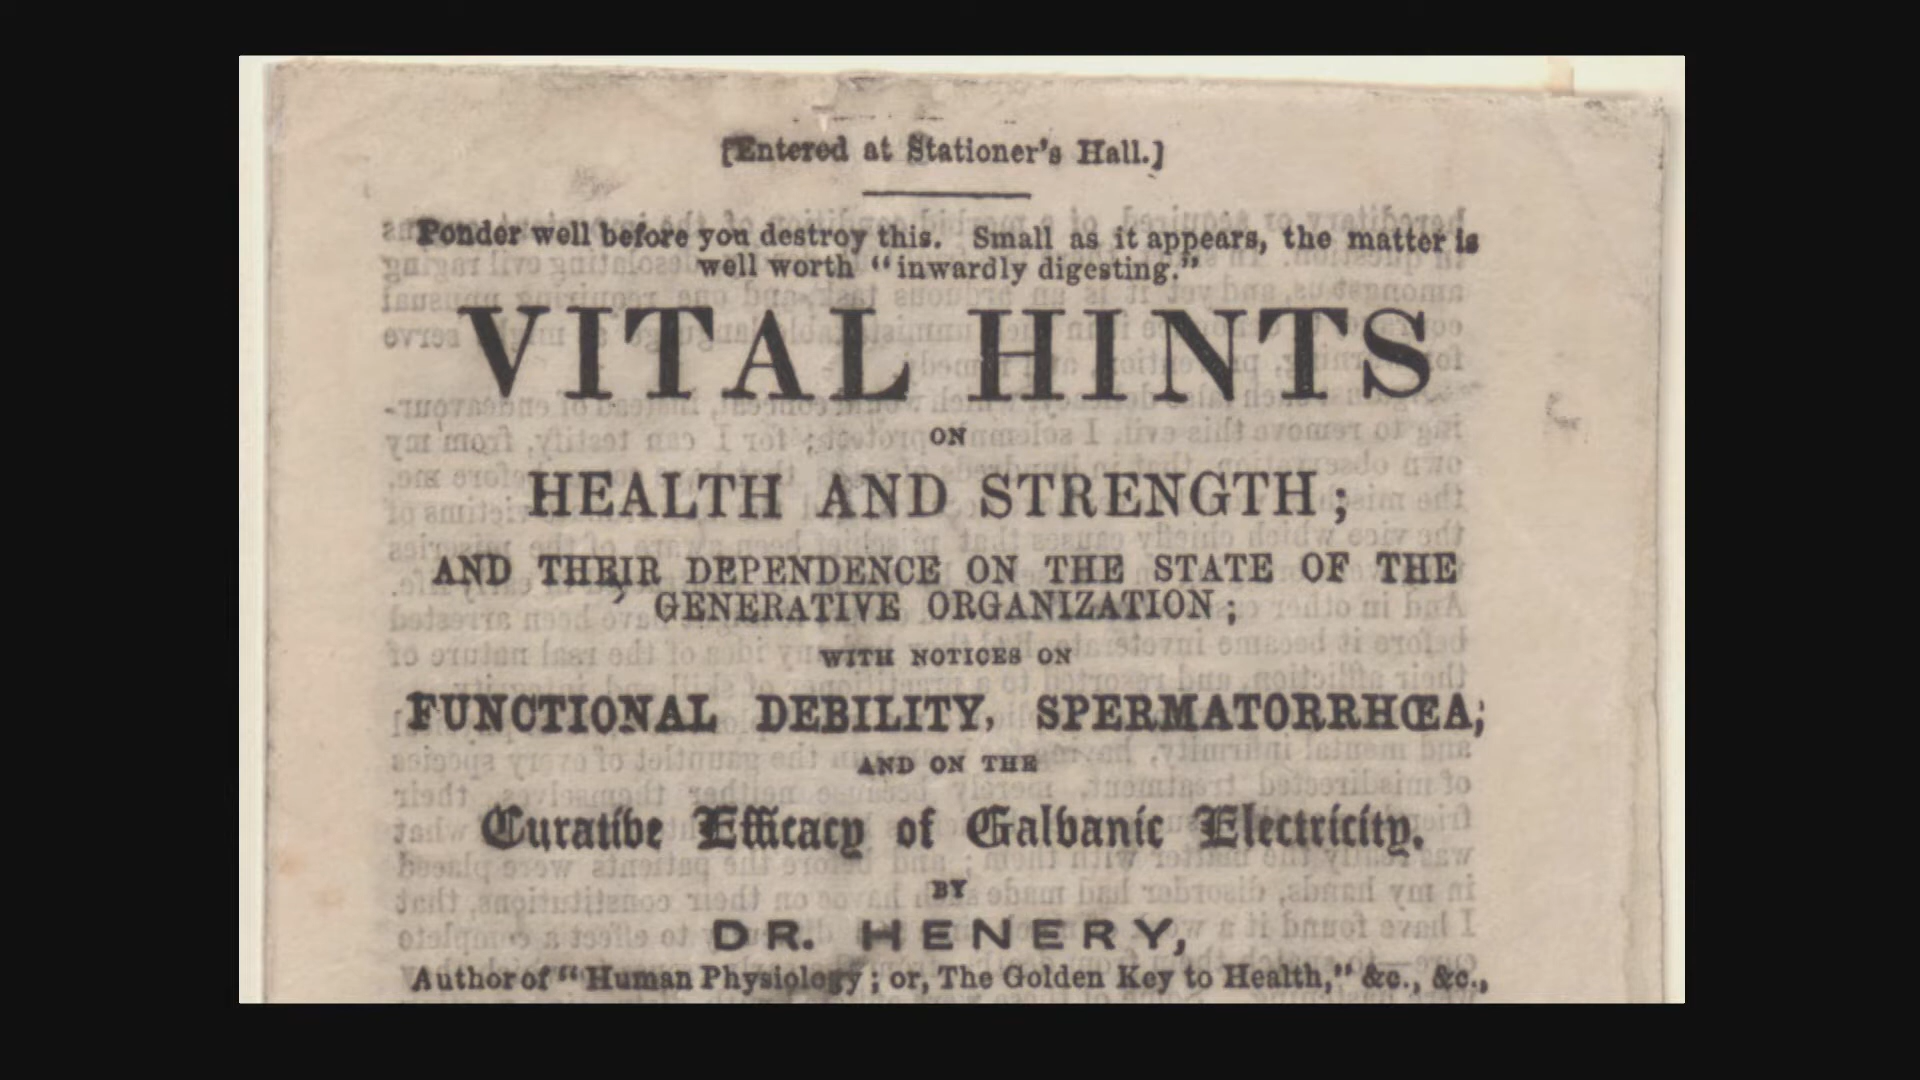 [Entered at Stationer's Hall.]
Ponder well before you destroy this. Small as it appears, the matter is
well worth "inwardly digesting."
VITAL HINTS
ON
HEALTH AND STRENGTH;
AND THEIR DEPENDENCE ON THE STATE OF THE
GENERATIVE ORGANIZATION;
WITH NOTICES ON
FUNCTIONAL DEBILITY, SPERMATORRHŒA;
AND ON THE
Curative Efficacy of Galvanic Electricity.
BY
DR. HENERY,
Author of "Human Physiology; or, The Golden Key to Health," &c., &c.,